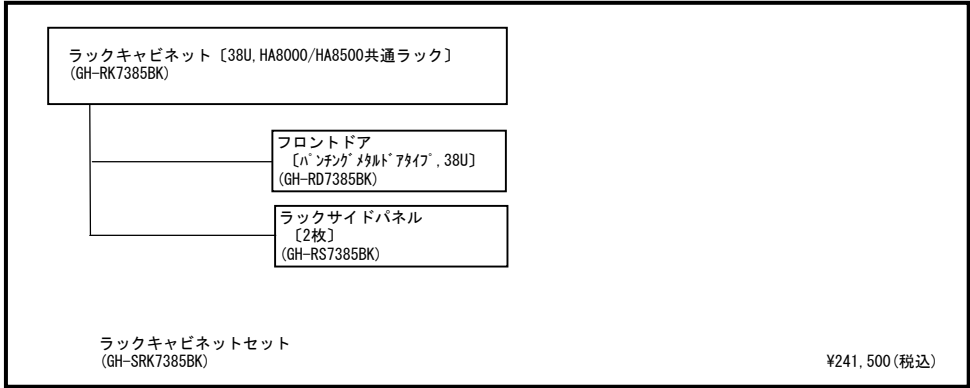 ラックキャビネット〔38U,HA8000/HA8500共通ラック〕
(GH-RK7385BK)
フロントドア
〔ﾊﾟﾝﾁﾝｸﾞﾒﾀﾙﾄﾞｱﾀｲﾌﾟ,38U〕
(GH-RD7385BK)
ラックサイドパネル
〔2枚〕
(GH-RS7385BK)
ラックキャビネットセット
(GH-SRK7385BK)
¥241,500(税込)